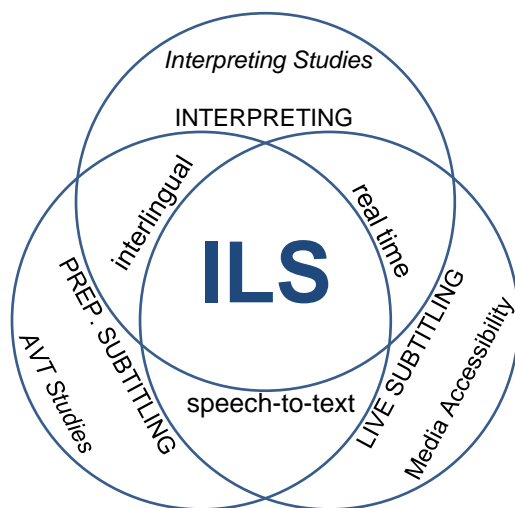 Interpreting Studies
INTERPRETING
interlingual
real time
ILS
PREP. SUBTITLING
LIVE SUBTITLING
AVT Studies
Media Accessibility
speech-to-text